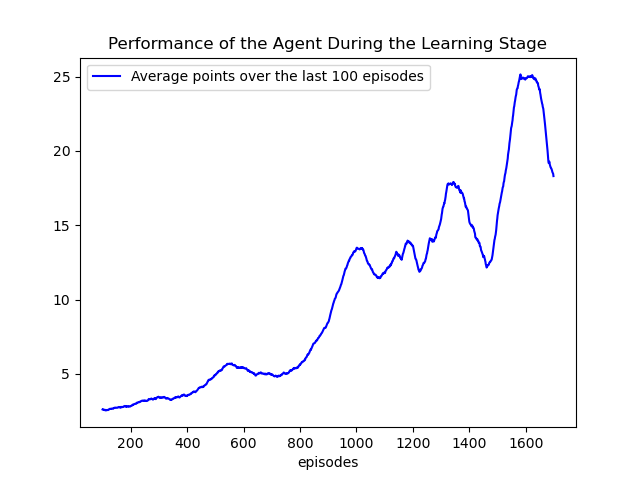 Performance of the Agent During the Learning Stage
Average points over the last 100 episodes
25
20
15
10
5
200 400 600 800 1000 1200 1400 1600
episodes